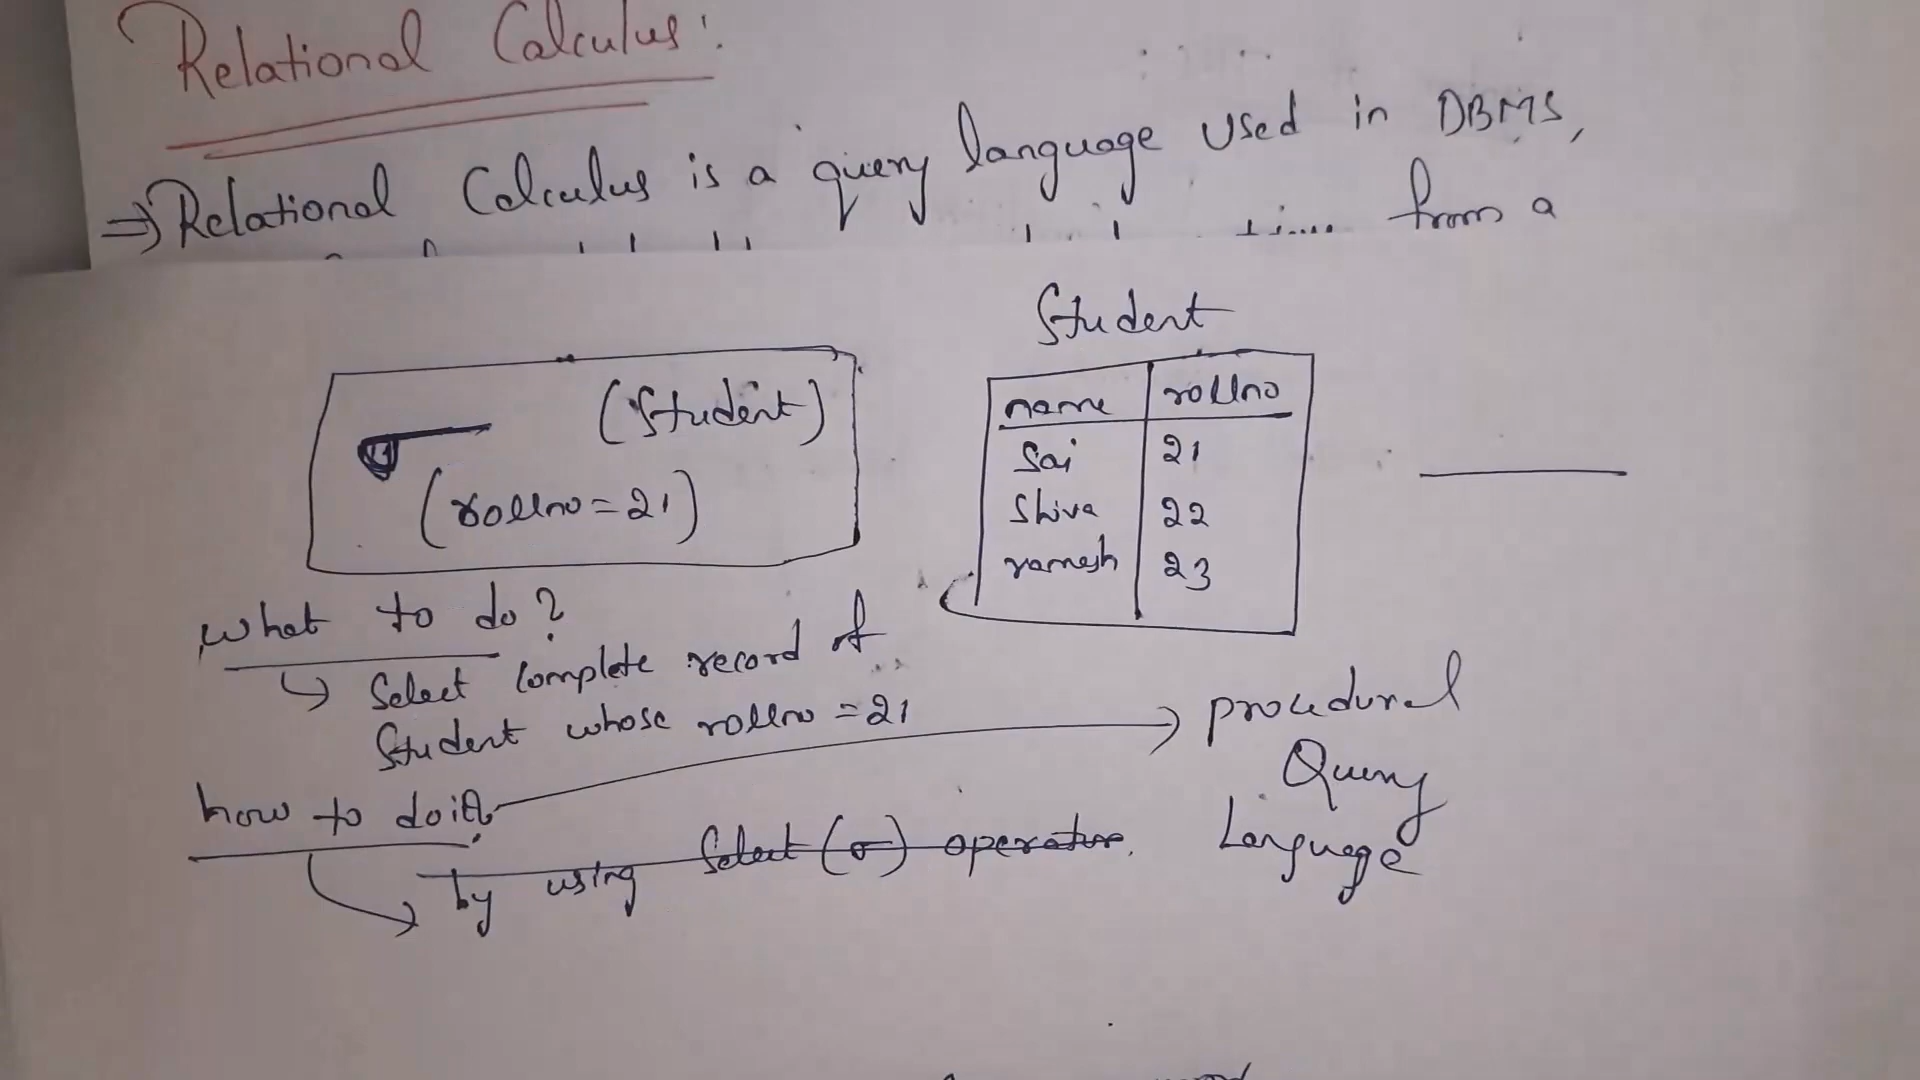 Relational Calculus:
⇒ Relational Calculus is a query language used in DBMS,
from a
Student
σ (Student)
(rollno = 21)
name rollno
Sai 21
Shiva 22
ramesh 23
what to do?
↳ Select complete record of
Student whose rollno = 21
how to do it? → procedural
Query
Language
by using Select (σ) operator.